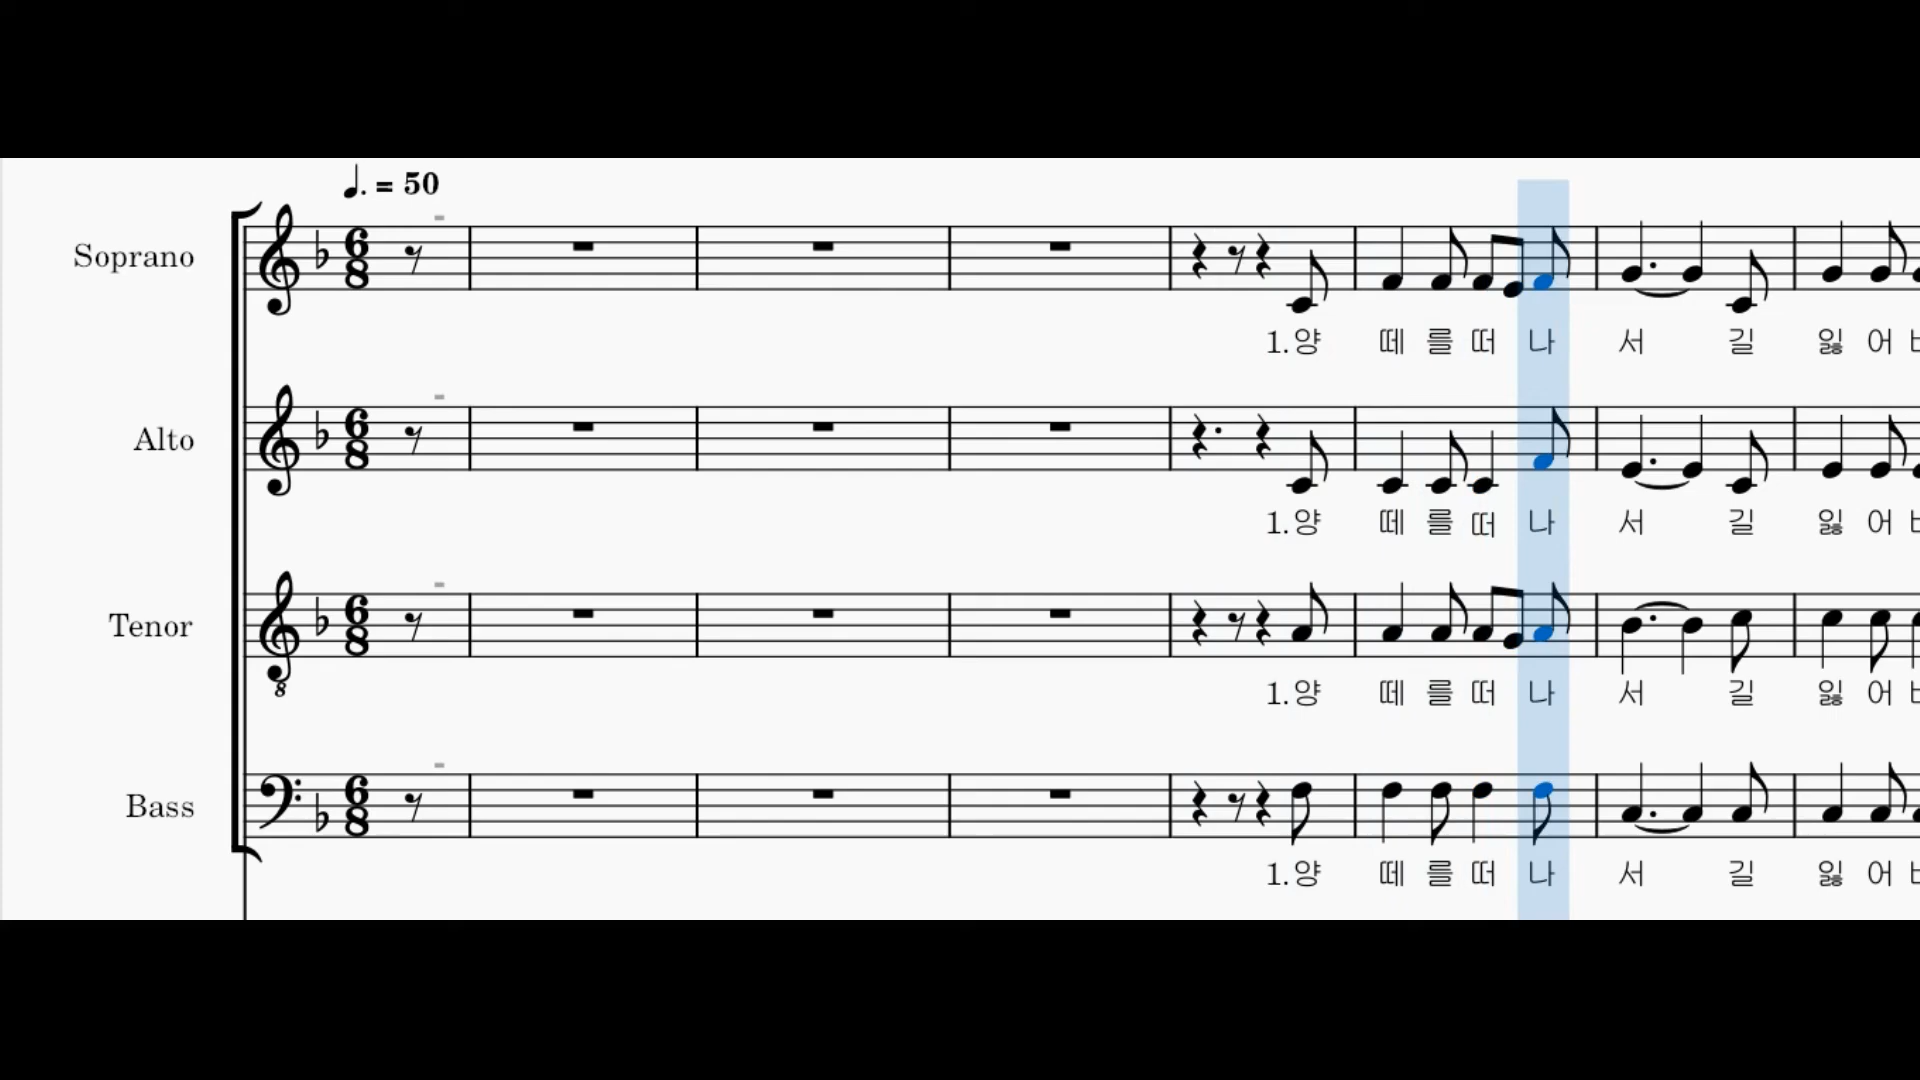 ♩. = 50
Soprano
1.양 떼 를 떠 나 서 길 잃 어
Alto
1.양 떼 를 떠 나 서 길 잃 어
Tenor
1.양 떼 를 떠 나 서 길 잃 어
Bass
1.양 떼 를 떠 나 서 길 잃 어